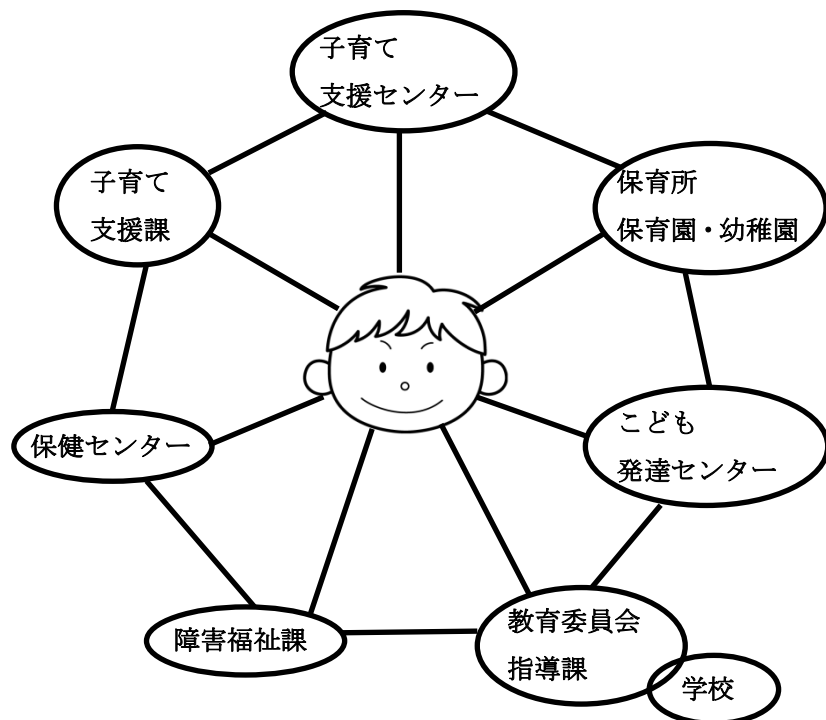 子育て
支援センター
子育て
支援課
保育所
保育園・幼稚園
保健センター
こども
発達センター
障害福祉課
教育委員会
指導課
学校